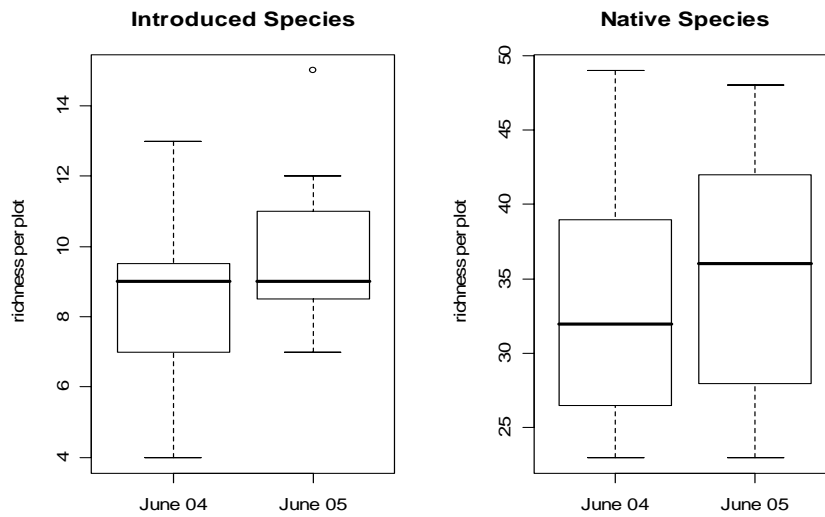 Introduced Species
richness per plot
14
12
10
8
6
4
June 04
June 05
Native Species
richness per plot
50
45
40
35
30
25
June 04
June 05